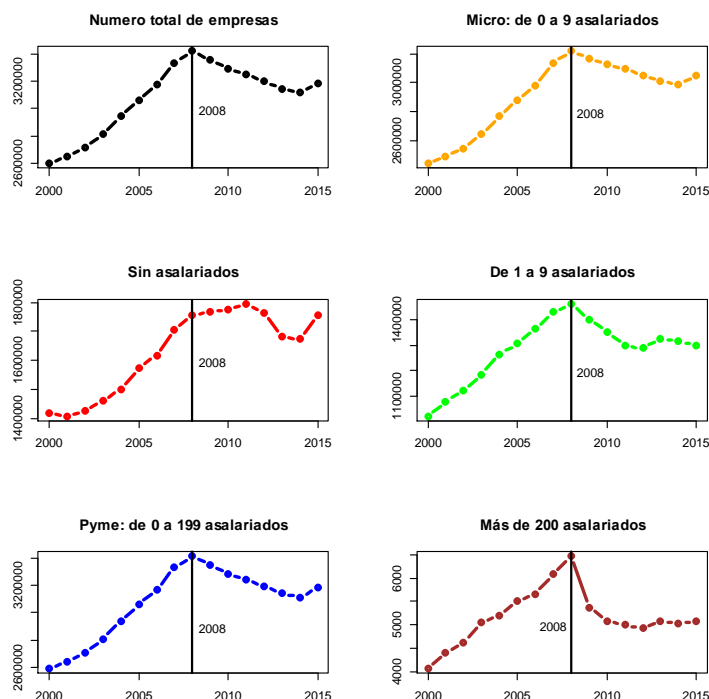 Numero total de empresas
3200000
2600000
2008
2000 2005 2010 2015
Micro: de 0 a 9 asalariados
3000000
2600000
2008
2000 2005 2010 2015
Sin asalariados
1800000
1600000
1400000
2008
2000 2005 2010 2015
De 1 a 9 asalariados
1400000
1100000
2008
2000 2005 2010 2015
Pyme: de 0 a 199 asalariados
3200000
2600000
2008
2000 2005 2010 2015
Más de 200 asalariados
6000
5000
4000
2008
2000 2005 2010 2015